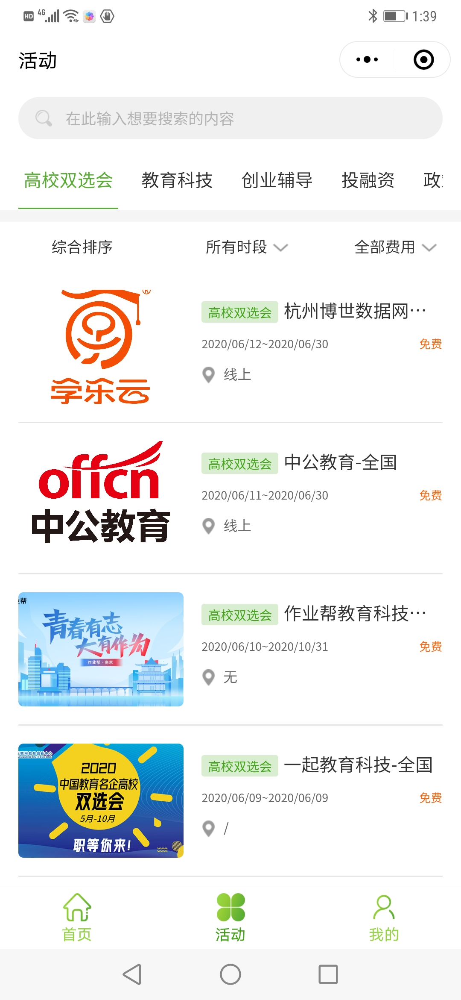 HD 4G 1:39
活动
在此输入想要搜索的内容
高校双选会 教育科技 创业辅导 投融资 政
综合排序 所有时段 全部费用
学乐云®
高校双选会 杭州博世数据网…
2020/06/12~2020/06/30 免费
线上
offcn
中公教育
高校双选会 中公教育-全国
2020/06/11~2020/06/30 免费
线上
帮
青春有志
大有作为
作业帮·南京
高校双选会 作业帮教育科技…
2020/06/10~2020/10/31 免费
无
互联网教育创新中心
2020
中国教育名企高校
双选会
5月-10月
职等你来!
高校双选会 一起教育科技-全国
2020/06/09~2020/06/09 免费
/
首页 活动 我的